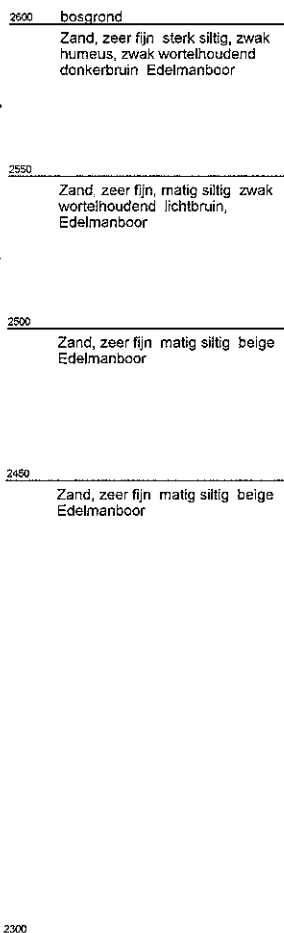 2600 bosgrond
Zand, zeer fijn sterk siltig, zwak
humeus, zwak wortelhoudend
donkerbruin Edelmanboor
2550
Zand, zeer fijn, matig siltig zwak
wortelhoudend lichtbruin,
Edelmanboor
2500
Zand, zeer fijn matig siltig beige
Edelmanboor
2450
Zand, zeer fijn matig siltig beige
Edelmanboor
2300